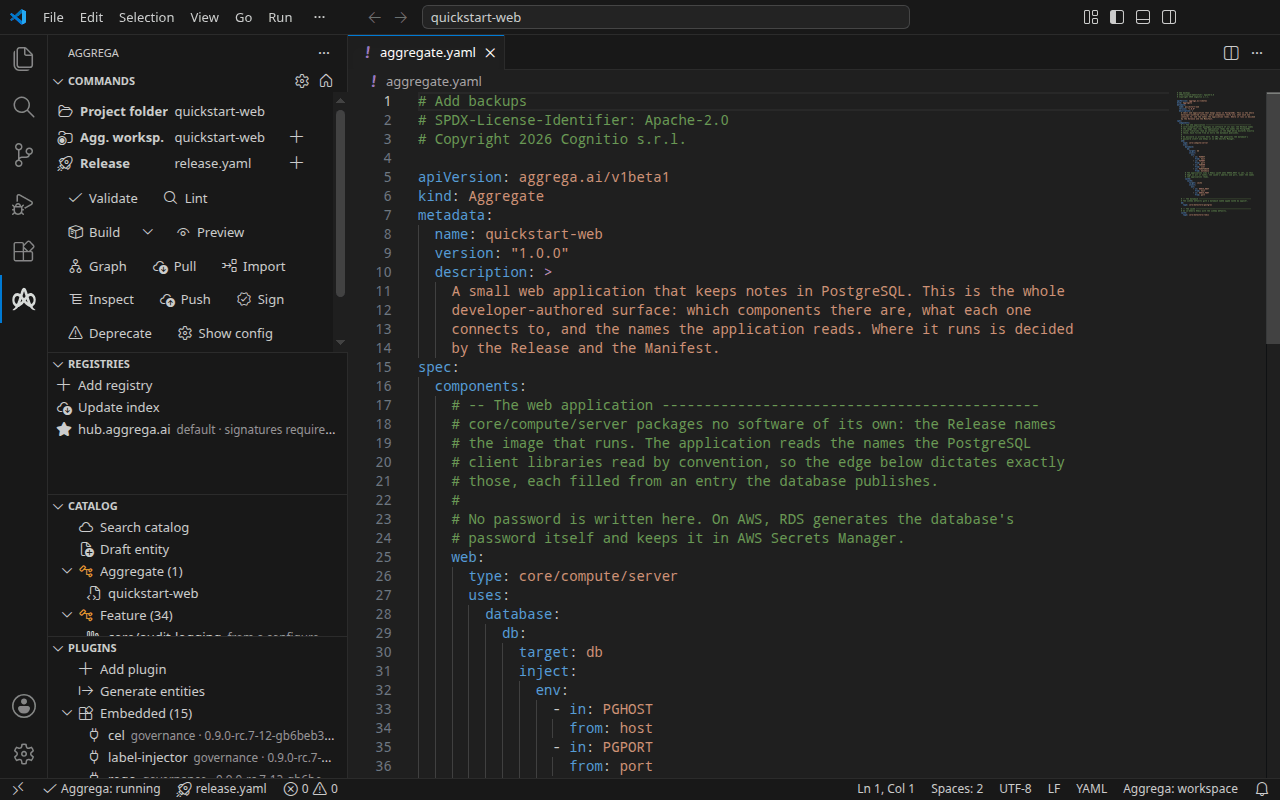 File Edit Selection View Go Run ···
quickstart-web
AGGREGA
COMMANDS
Project folder quickstart-web
Agg. worksp. quickstart-web
Release release.yaml
Validate Lint
Build Preview
Graph Pull Import
Inspect Push Sign
Deprecate Show config
REGISTRIES
Add registry
Update index
hub.aggrega.ai default · signatures require...
CATALOG
Search catalog
Draft entity
Aggregate (1)
quickstart-web
Feature (34)
PLUGINS
Add plugin
Generate entities
Embedded (15)
cel governance · 0.9.0-rc.7-12-gb6beb3...
label-injector governance · 0.9.0-rc.7-...
! aggregate.yaml
! aggregate.yaml
1 # Add backups
2 # SPDX-License-Identifier: Apache-2.0
3 # Copyright 2026 Cognitio s.r.l.
4
5 apiVersion: aggrega.ai/v1beta1
6 kind: Aggregate
7 metadata:
8 name: quickstart-web
9 version: "1.0.0"
10 description: >
11 A small web application that keeps notes in PostgreSQL. This is the whole
12 developer-authored surface: which components there are, what each one
13 connects to, and the names the application reads. Where it runs is decided
14 by the Release and the Manifest.
15 spec:
16 components:
17 # -- The web application ---------------------------------------------
18 # core/compute/server packages no software of its own: the Release names
19 # the image that runs. The application reads the names the PostgreSQL
20 # client libraries read by convention, so the edge below dictates exactly
21 # those, each filled from an entry the database publishes.
22 #
23 # No password is written here. On AWS, RDS generates the database's
24 # password itself and keeps it in AWS Secrets Manager.
25 web:
26 type: core/compute/server
27 uses:
28 database:
29 db:
30 target: db
31 inject:
32 env:
33 - in: PGHOST
34 from: host
35 - in: PGPORT
36 from: port
Aggrega: running release.yaml 0 0 Ln 1, Col 1 Spaces: 2 UTF-8 LF YAML Aggrega: workspace